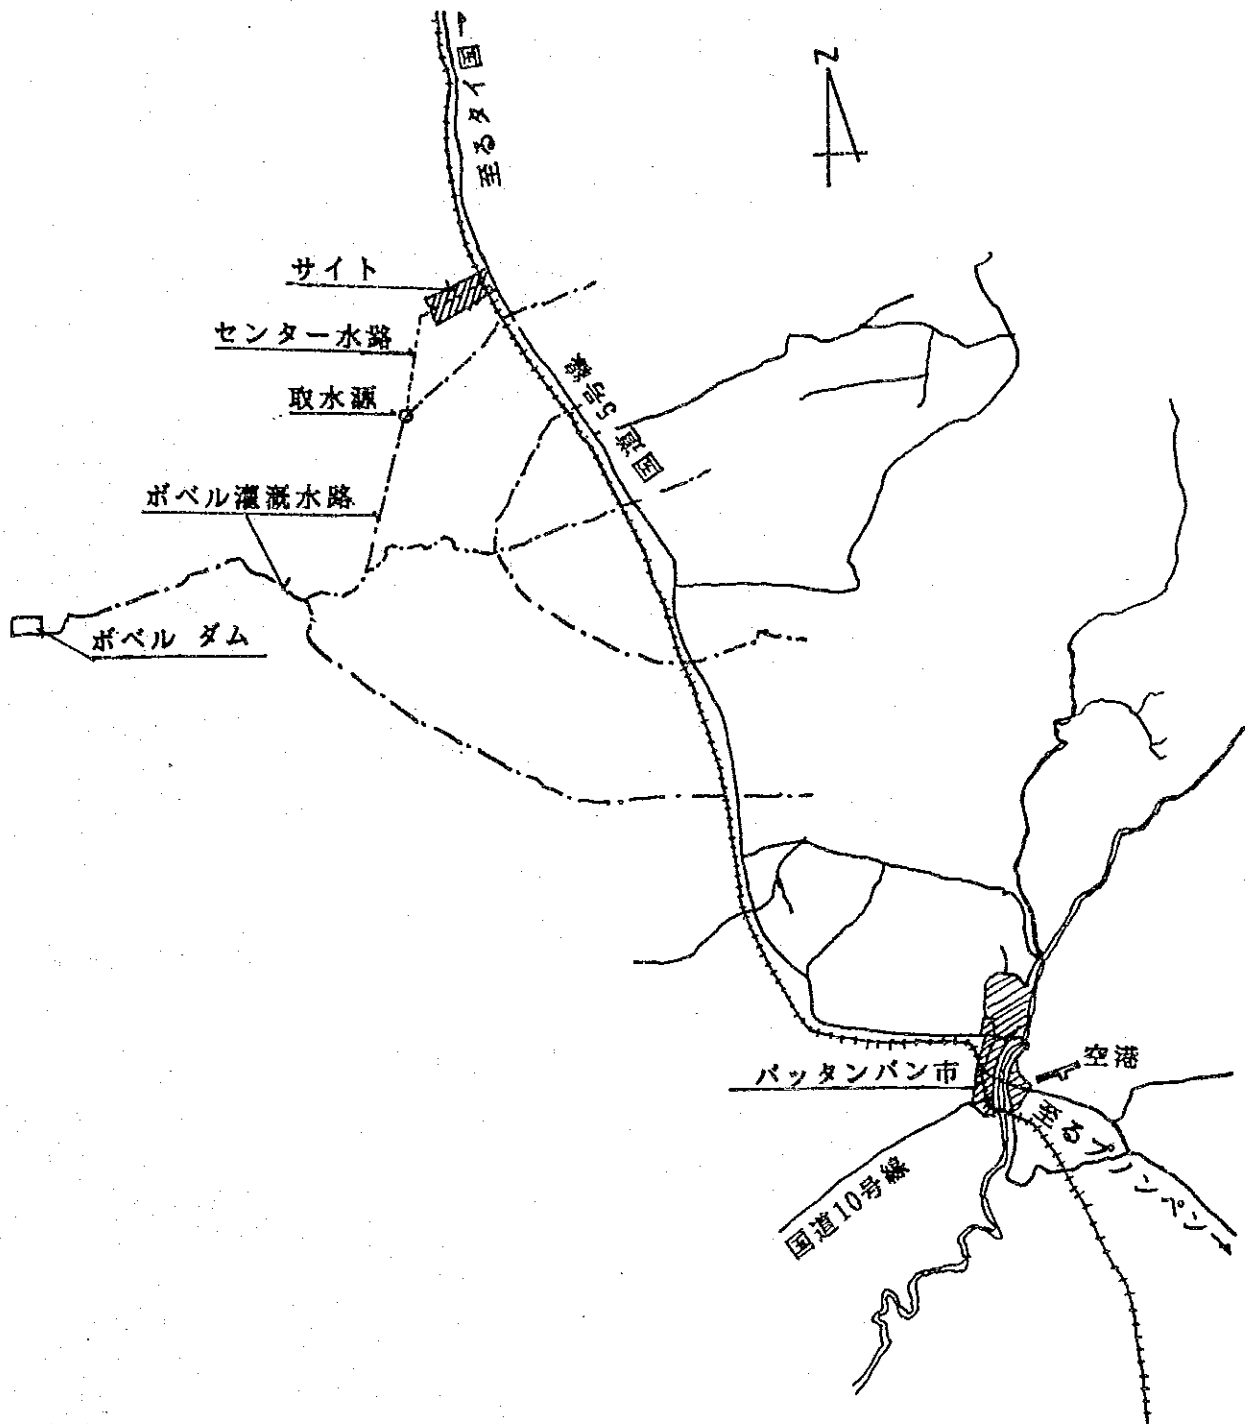 至るタイ国
N
サイト
センター水路
取水源
国道5号線
ボベル灌漑水路
ボベル ダム
空港
バッタンバン市
至るプノンペン
国道10号線